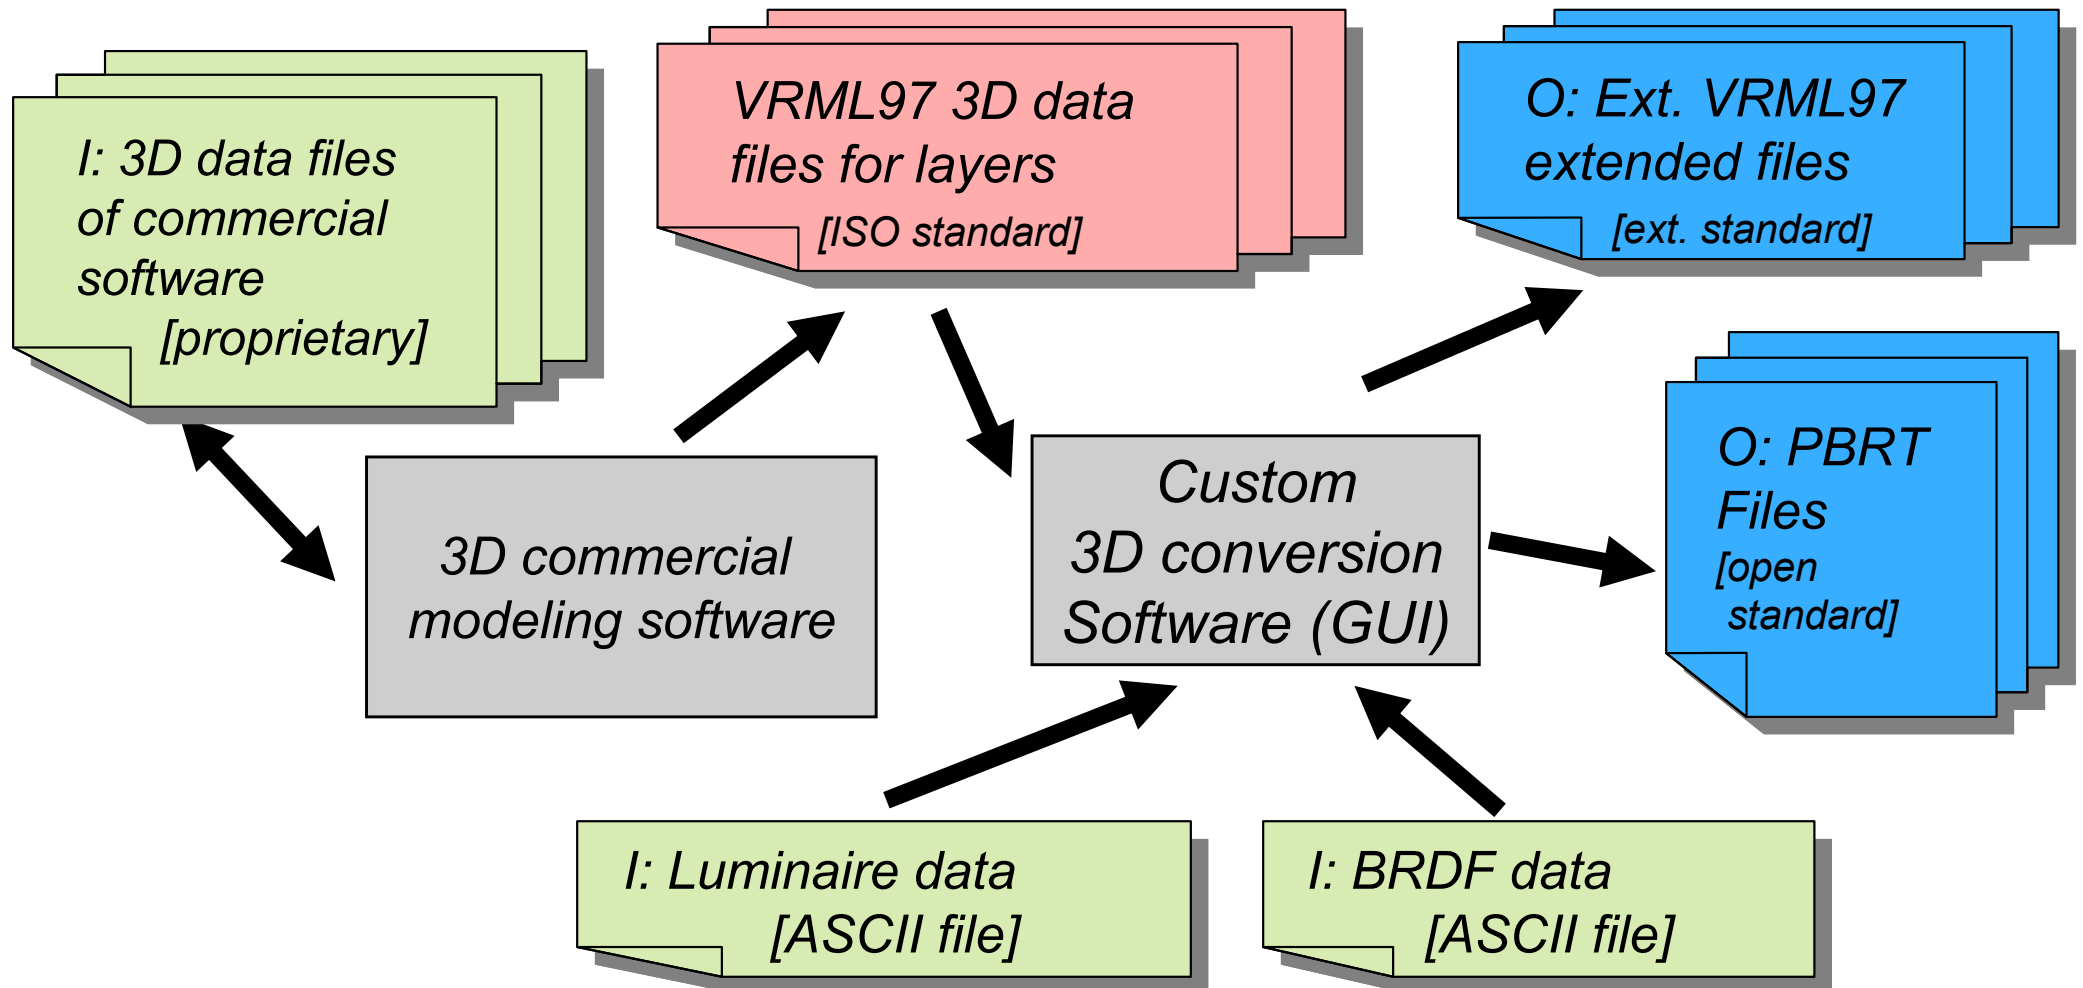 I: 3D data files
of commercial
software
[proprietary]
VRML97 3D data
files for layers
[ISO standard]
O: Ext. VRML97
extended files
[ext. standard]
3D commercial
modeling software
Custom
3D conversion
Software (GUI)
O: PBRT
Files
[open
standard]
I: Luminaire data
[ASCII file]
I: BRDF data
[ASCII file]